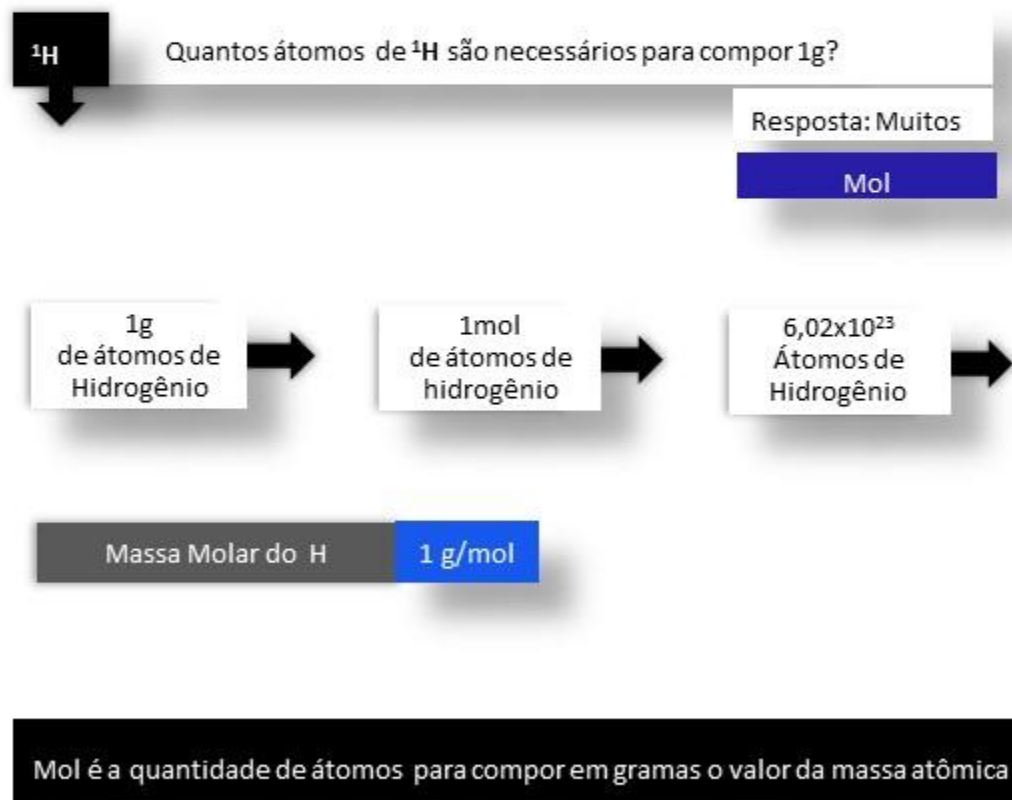 ¹H
Quantos átomos de ¹H são necessários para compor 1g?
Resposta: Muitos
Mol
1g
de átomos de
Hidrogênio
1mol
de átomos de
hidrogênio
6,02x10²³
Átomos de
Hidrogênio
Massa Molar do H
1 g/mol
Mol é a quantidade de átomos para compor em gramas o valor da massa atômica